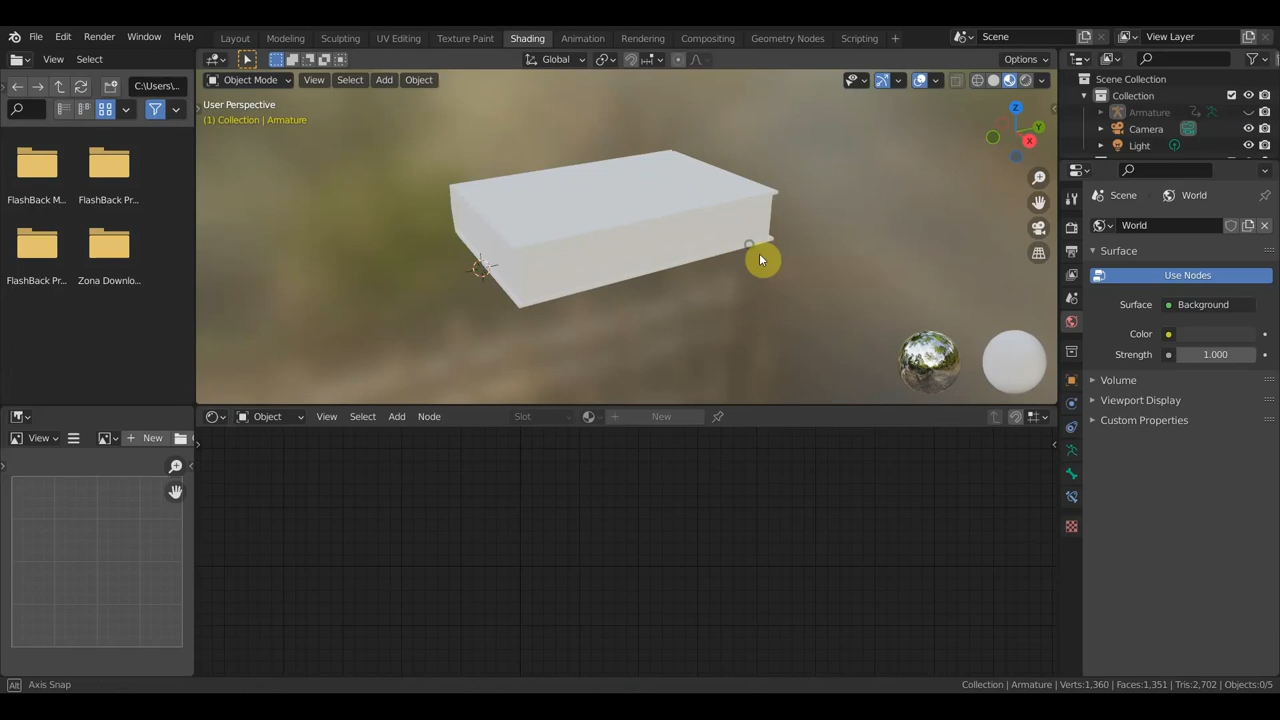 File Edit Render Window Help Layout Modeling Sculpting UV Editing Texture Paint Shading Animation Rendering Compositing Geometry Nodes Scripting + Scene View Layer
View Select Global Options
C:\Users\... Object Mode View Select Add Object Scene Collection
User Perspective Collection
(1) Collection | Armature Armature
Z
Y
X
Camera
Light
FlashBack M... FlashBack Pr...
Scene World
World
Surface
Use Nodes
FlashBack Pr... Zona Downlo...
Surface Background
Color
Strength 1.000
Volume
Viewport Display
Custom Properties
Object View Select Add Node Slot New
View New
Alt Axis Snap Collection | Armature | Verts:1,360 | Faces:1,351 | Tris:2,702 | Objects:0/5